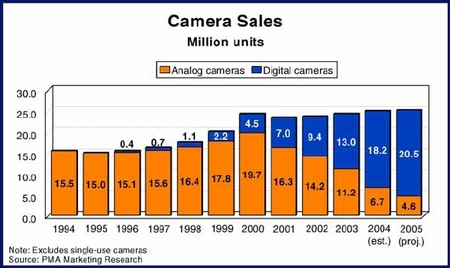 Camera Sales
Million units
Analog cameras Digital cameras
30.0
25.0
20.0
15.0
10.0
5.0
0.0
0.4 0.7 1.1 2.2 4.5 7.0 9.4 13.0 18.2 20.5
15.5 15.0 15.1 15.6 16.4 17.8 19.7 16.3 14.2 11.2 6.7 4.6
1994 1995 1996 1997 1998 1999 2000 2001 2002 2003 2004 2005
(est.) (proj.)
Note: Excludes single-use cameras
Source: PMA Marketing Research